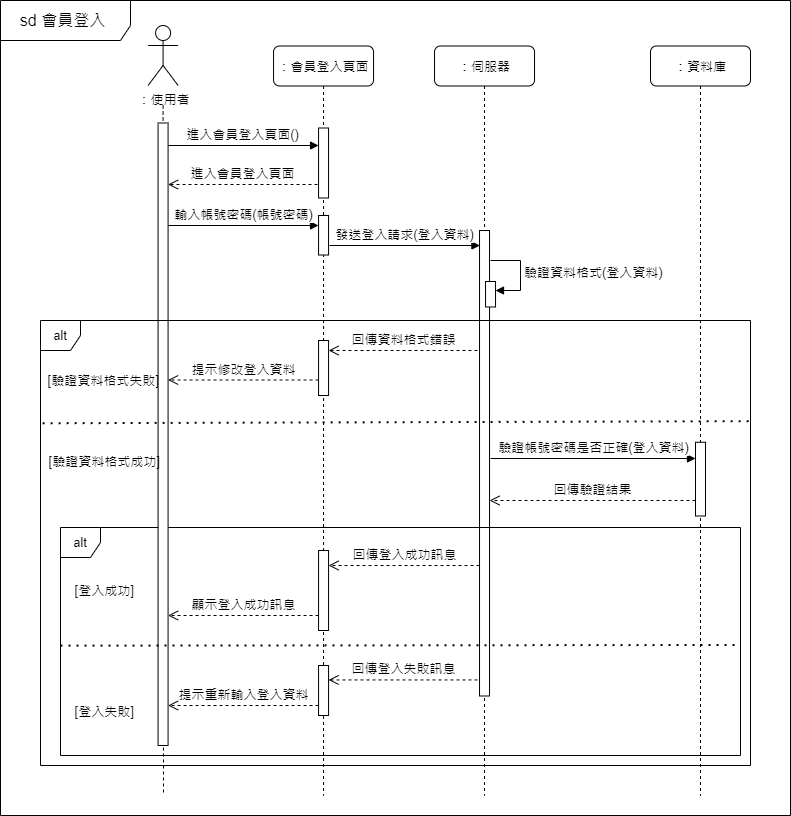 sd 會員登入
：使用者
：會員登入頁面
：伺服器
：資料庫
進入會員登入頁面()
進入會員登入頁面
輸入帳號密碼(帳號密碼)
發送登入請求(登入資料)
驗證資料格式(登入資料)
alt
回傳資料格式錯誤
提示修改登入資料
[驗證資料格式失敗]
驗證帳號密碼是否正確(登入資料)
[驗證資料格式成功]
回傳驗證結果
alt
回傳登入成功訊息
[登入成功]
顯示登入成功訊息
回傳登入失敗訊息
提示重新輸入登入資料
[登入失敗]